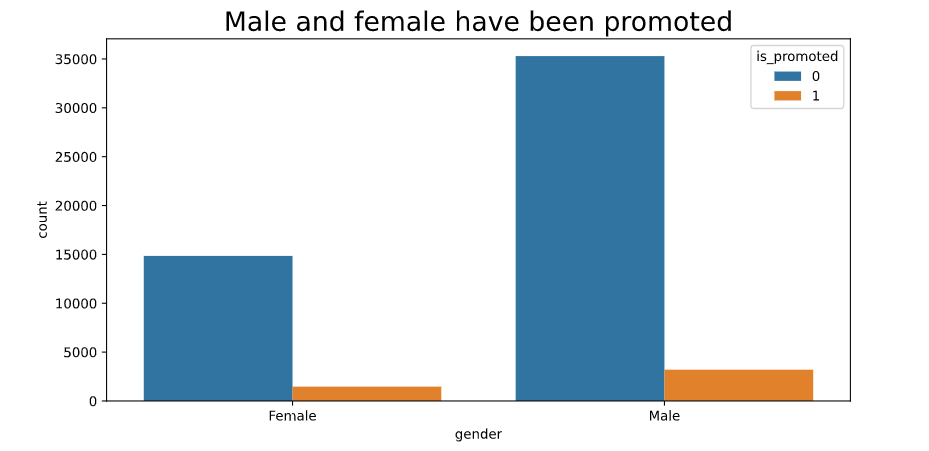 Male and female have been promoted
is_promoted
0
1
35000
30000
25000
20000
15000
10000
5000
0
count
Female
Male
gender